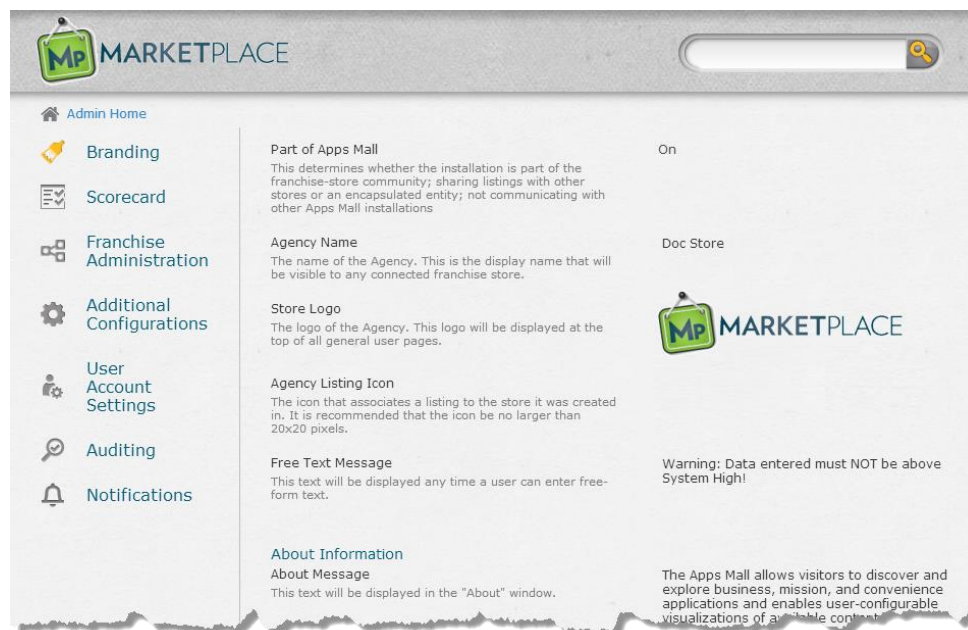 MP MARKETPLACE
Admin Home
Branding
Scorecard
Franchise
Administration
Additional
Configurations
User
Account
Settings
Auditing
Notifications
Part of Apps Mall
On
This determines whether the installation is part of the
franchise-store community; sharing listings with other
stores or an encapsulated entity; not communicating with
other Apps Mall installations
Agency Name
Doc Store
The name of the Agency. This is the display name that will
be visible to any connected franchise store.
Store Logo
The logo of the Agency. This logo will be displayed at the
top of all general user pages.
MP MARKETPLACE
Agency Listing Icon
The icon that associates a listing to the store it was created
in. It is recommended that the icon be no larger than
20x20 pixels.
Free Text Message
This text will be displayed any time a user can enter free-
form text.
Warning: Data entered must NOT be above
System High!
About Information
About Message
This text will be displayed in the "About" window.
The Apps Mall allows visitors to discover and
explore business, mission, and convenience
applications and enables user-configurable
visualizations of